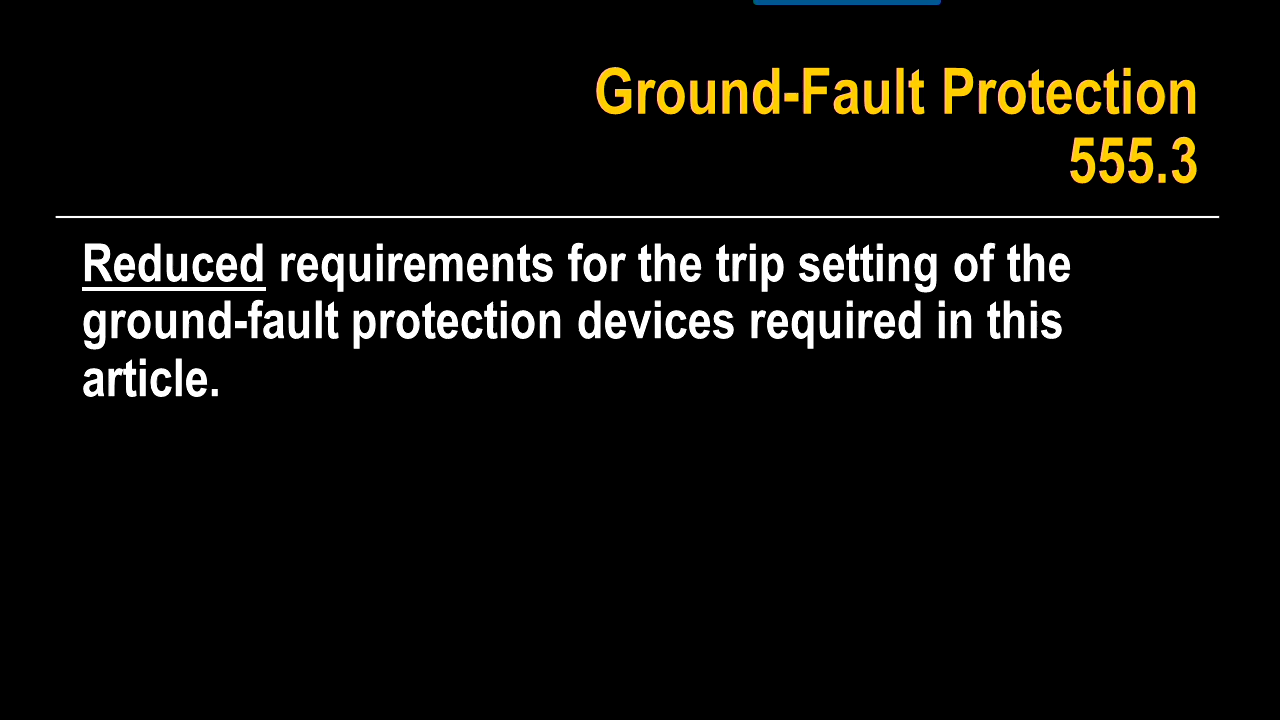 Ground-Fault Protection
555.3
Reduced requirements for the trip setting of the
ground-fault protection devices required in this
article.